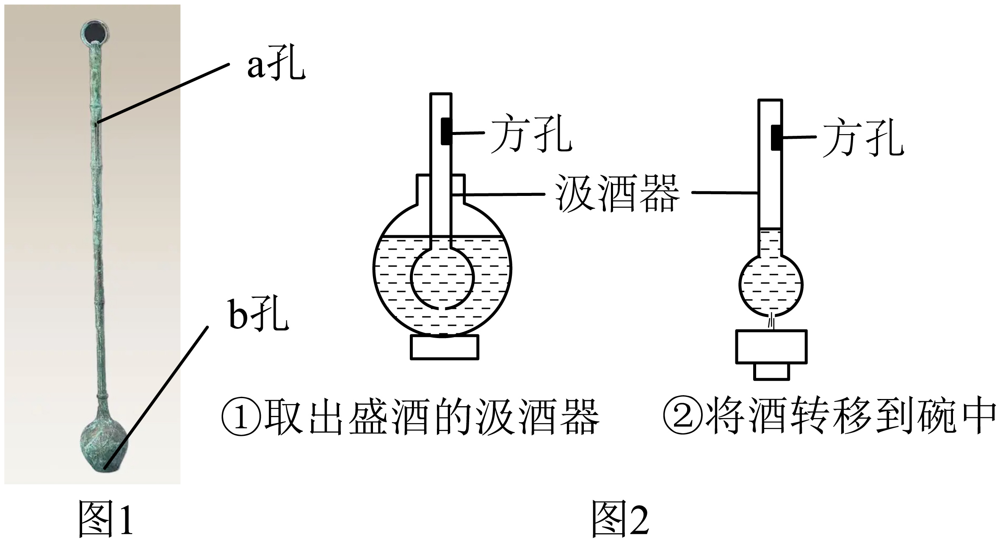 a孔
b孔
方孔
汲酒器
方孔
①取出盛酒的汲酒器
②将酒转移到碗中
图1
图2